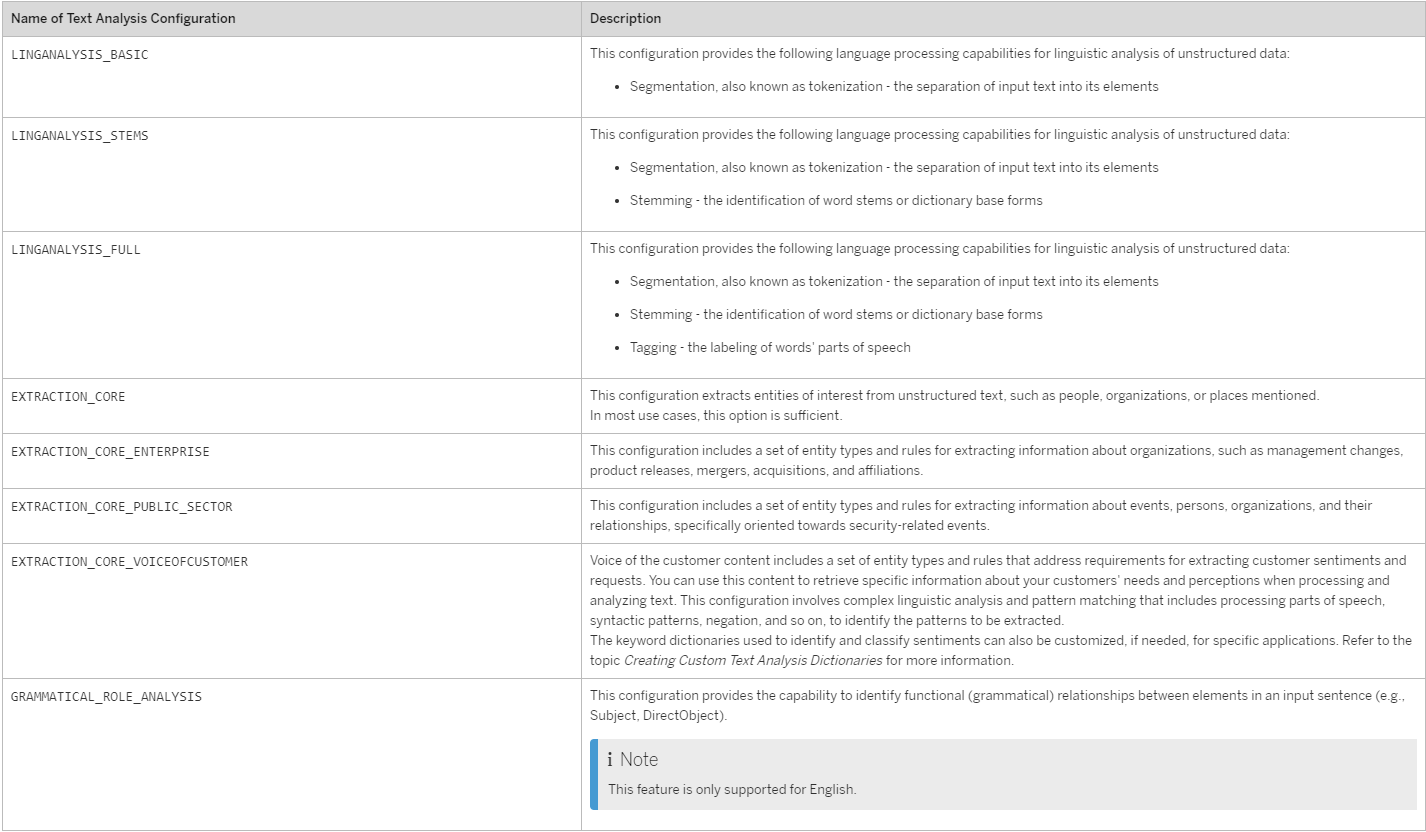 Name of Text Analysis Configuration
Description
LINGANALYSIS_BASIC
This configuration provides the following language processing capabilities for linguistic analysis of unstructured data:
• Segmentation, also known as tokenization - the separation of input text into its elements
LINGANALYSIS_STEMS
This configuration provides the following language processing capabilities for linguistic analysis of unstructured data:
• Segmentation, also known as tokenization - the separation of input text into its elements
• Stemming - the identification of word stems or dictionary base forms
LINGANALYSIS_FULL
This configuration provides the following language processing capabilities for linguistic analysis of unstructured data:
• Segmentation, also known as tokenization - the separation of input text into its elements
• Stemming - the identification of word stems or dictionary base forms
• Tagging - the labeling of words' parts of speech
EXTRACTION_CORE
This configuration extracts entities of interest from unstructured text, such as people, organizations, or places mentioned.
In most use cases, this option is sufficient.
EXTRACTION_CORE_ENTERPRISE
This configuration includes a set of entity types and rules for extracting information about organizations, such as management changes,
product releases, mergers, acquisitions, and affiliations.
EXTRACTION_CORE_PUBLIC_SECTOR
This configuration includes a set of entity types and rules for extracting information about events, persons, organizations, and their
relationships, specifically oriented towards security-related events.
EXTRACTION_CORE_VOICEOFCUSTOMER
Voice of the customer content includes a set of entity types and rules that address requirements for extracting customer sentiments and
requests. You can use this content to retrieve specific information about your customers' needs and perceptions when processing and
analyzing text. This configuration involves complex linguistic analysis and pattern matching that includes processing parts of speech,
syntactic patterns, negation, and so on, to identify the patterns to be extracted.
The keyword dictionaries used to identify and classify sentiments can also be customized, if needed, for specific applications. Refer to the
topic Creating Custom Text Analysis Dictionaries for more information.
GRAMMATICAL_ROLE_ANALYSIS
This configuration provides the capability to identify functional (grammatical) relationships between elements in an input sentence (e.g.,
Subject, DirectObject).
i Note
This feature is only supported for English.